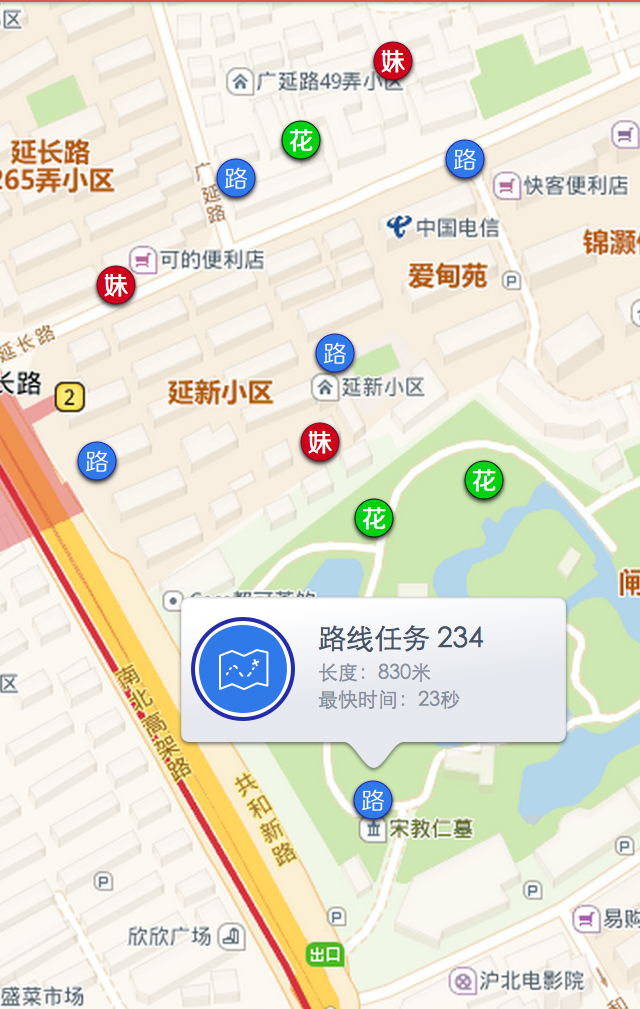 区
妹
广延路49弄小区
花
延长路
265弄小区
路
路
广延路
快客便利店
中国电信
可的便利店
锦灏
爱甸苑
P
妹
延长路
路
长路
2
延新小区
延新小区
妹
路
花
花
闸
路线任务 234
长度：830米
最快时间：23秒
区
南北高架路
共和新路
路
宋教仁墓
P
P
P
P
易购
欣欣广场
出口
沪北电影院
盛菜市场
和